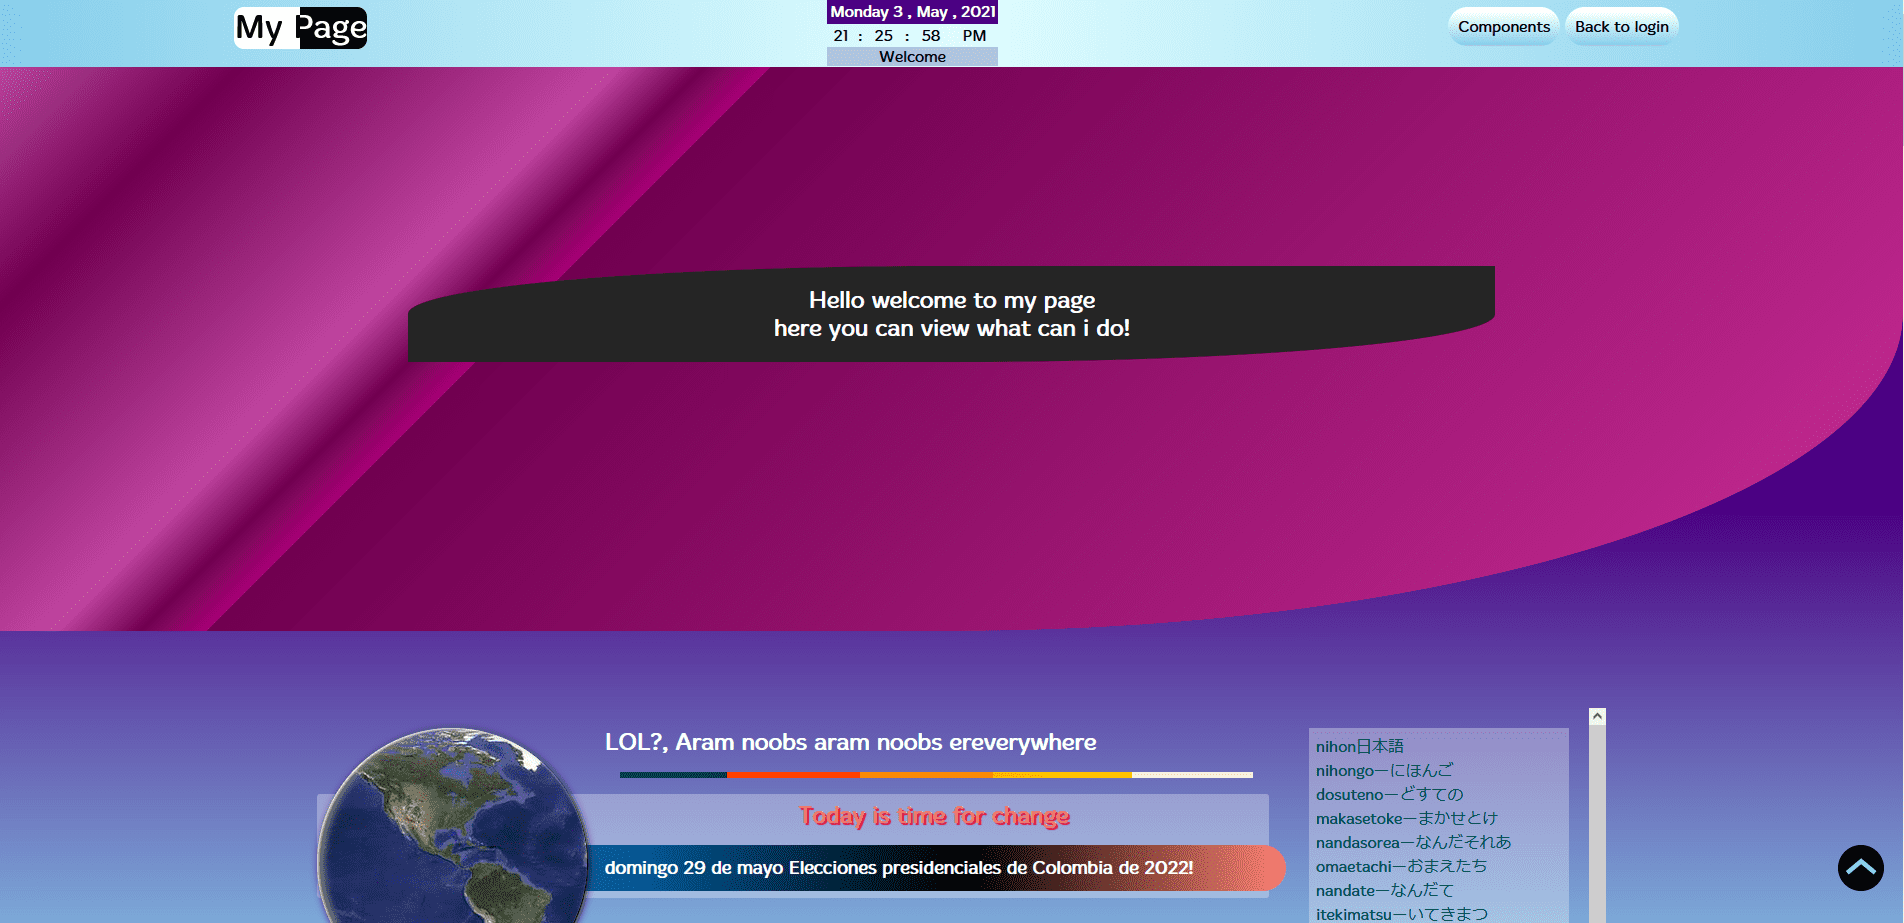 My Page
Monday 3 , May , 2021
21 : 25 : 58 PM
Welcome
Components
Back to login
Hello welcome to my page
here you can view what can i do!
LOL?, Aram noobs aram noobs ereverywhere
Today is time for change
domingo 29 de mayo Elecciones presidenciales de Colombia de 2022!
nihon日本語
nihongoーにほんご
dosutenoーどすての
makasetokeーまかせとけ
nandasoreaーなんだそれあ
omaetachiーおまえたち
nandateーなんだて
itekimatsuーいてきまつ